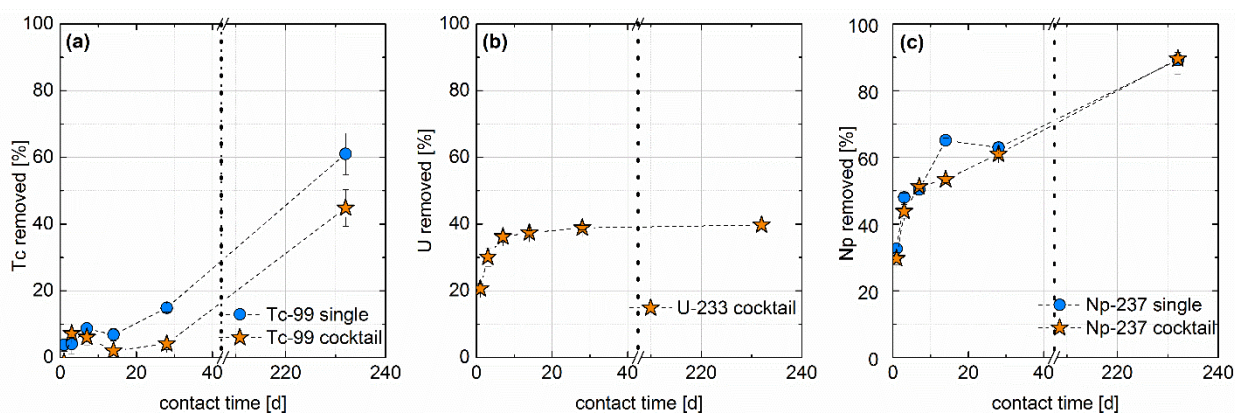 (a)
Tc removed [%]
100
80
60
40
20
0
0 20 40 220 240
contact time [d]
Tc-99 single
Tc-99 cocktail
(b)
U removed [%]
100
80
60
40
20
0
0 20 40 220 240
contact time [d]
U-233 cocktail
(c)
Np removed [%]
100
80
60
40
20
0
0 20 40 220 240
contact time [d]
Np-237 single
Np-237 cocktail